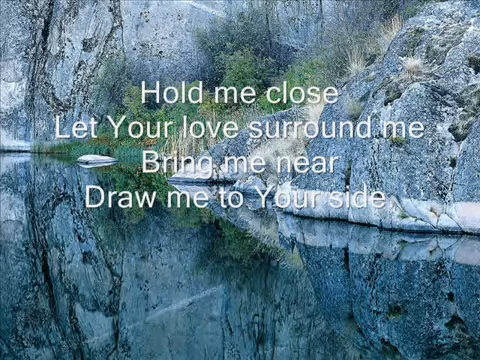 Hold me close
Let Your love surround me
Bring me near
Draw me to Your side